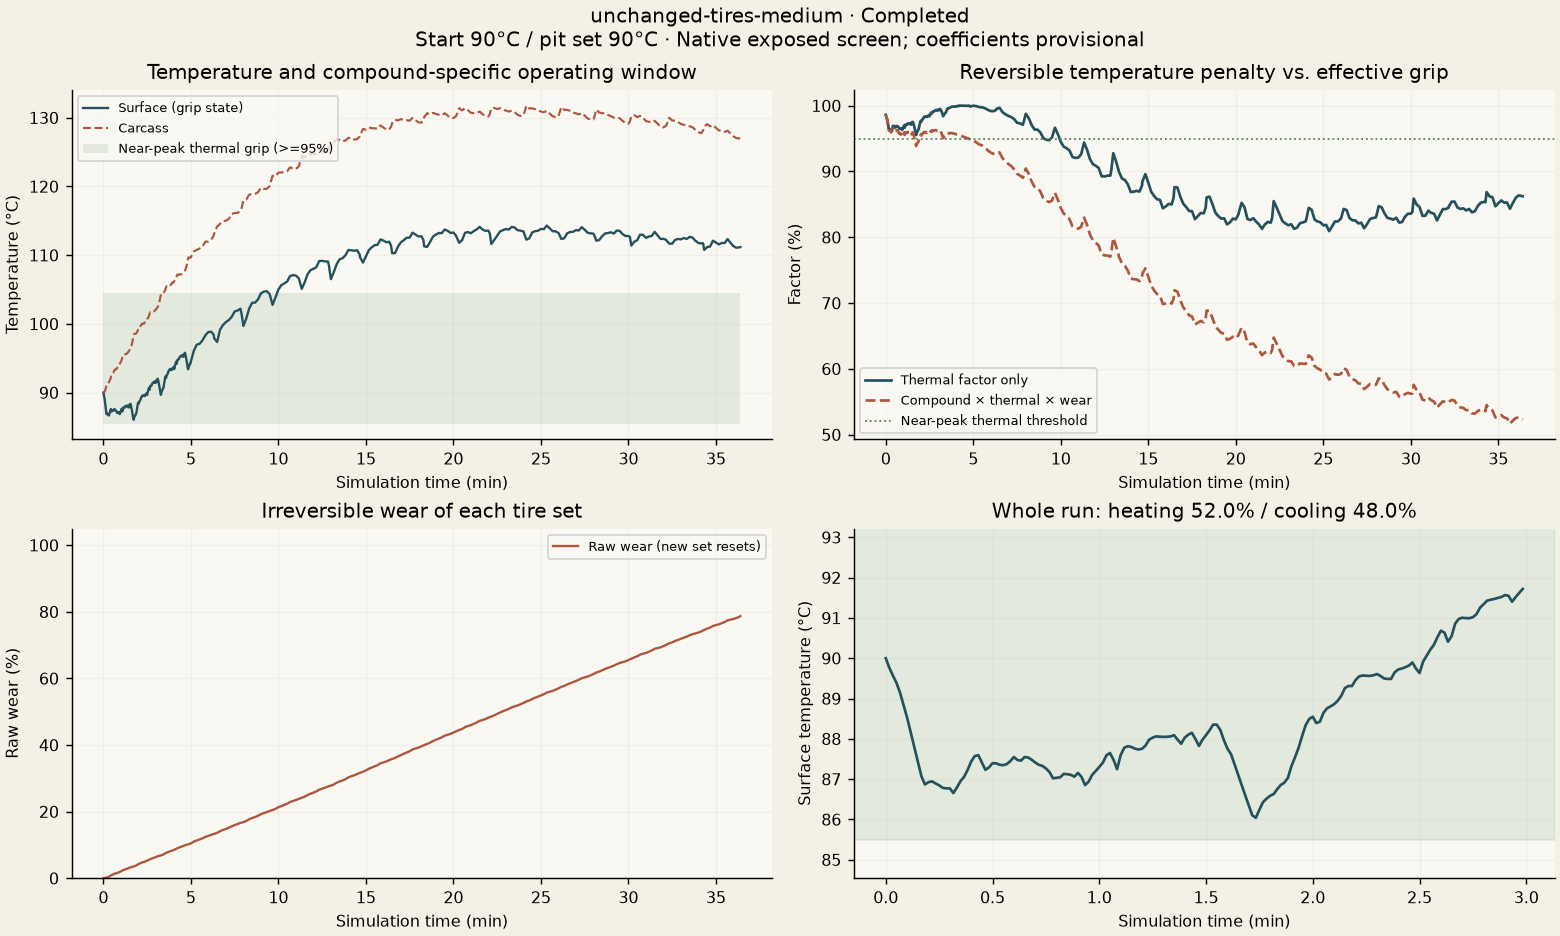 unchanged-tires-medium · Completed
Start 90°C / pit set 90°C · Native exposed screen; coefficients provisional
Temperature and compound-specific operating window
Surface (grip state)
Carcass
Near-peak thermal grip (>=95%)
Temperature (°C)
130
120
110
100
90
0 5 10 15 20 25 30 35
Simulation time (min)
Reversible temperature penalty vs. effective grip
Factor (%)
100
90
80
70
60
50
Thermal factor only
Compound × thermal × wear
Near-peak thermal threshold
0 5 10 15 20 25 30 35
Simulation time (min)
Irreversible wear of each tire set
Raw wear (new set resets)
Raw wear (%)
100
80
60
40
20
0
0 5 10 15 20 25 30 35
Simulation time (min)
Whole run: heating 52.0% / cooling 48.0%
Surface temperature (°C)
93
92
91
90
89
88
87
86
85
0.0 0.5 1.0 1.5 2.0 2.5 3.0
Simulation time (min)